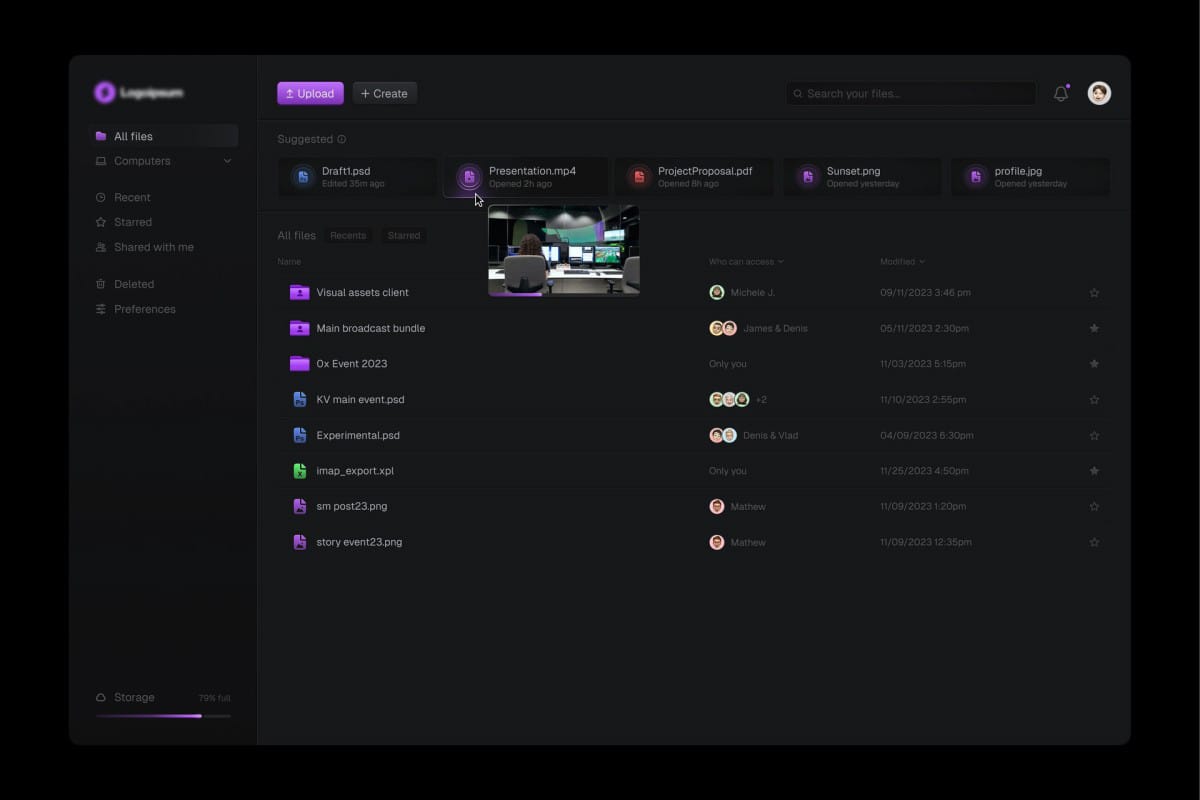 Logoipsum
Upload
Create
Search your files...
All files
Computers
Recent
Starred
Shared with me
Deleted
Preferences
Storage 79% full
Suggested
Draft1.psd
Edited 35m ago
Presentation.mp4
Opened 2h ago
ProjectProposal.pdf
Opened 8h ago
Sunset.png
Opened yesterday
profile.jpg
Opened yesterday
All files Recents Starred
Name Who can access Modified
Visual assets client Michele J. 09/11/2023 3:46 pm
Main broadcast bundle James & Denis 05/11/2023 2:30pm
0x Event 2023 Only you 11/03/2023 5:15pm
KV main event.psd +2 11/10/2023 2:55pm
Experimental.psd Denis & Vlad 04/09/2023 6:30pm
imap_export.xpl Only you 11/25/2023 4:50pm
sm post23.png Mathew 11/09/2023 1:20pm
story event23.png Mathew 11/09/2023 12:35pm